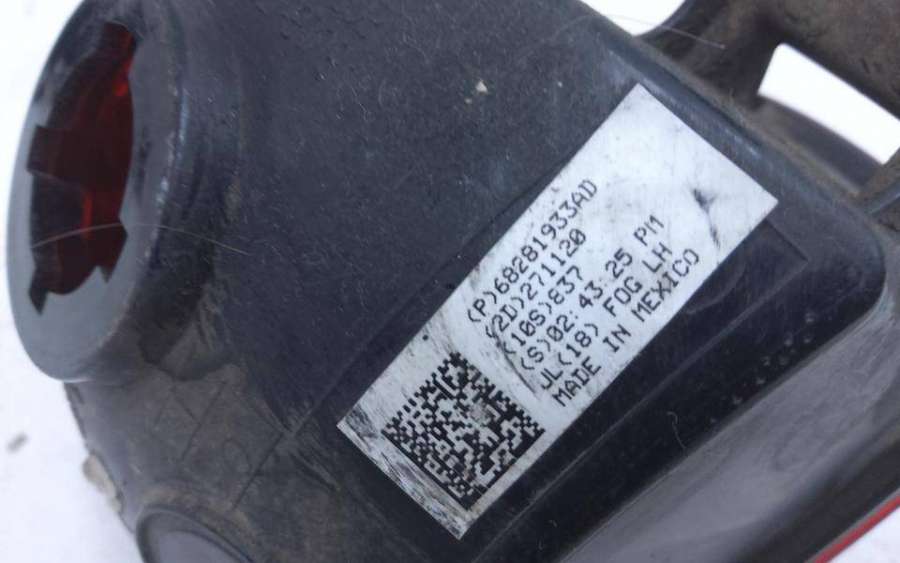 (P)68281933AD
(2D)271120
(10S)837
(S)02:43:25 PM
JL(18) FOG LH
MADE IN MEXICO